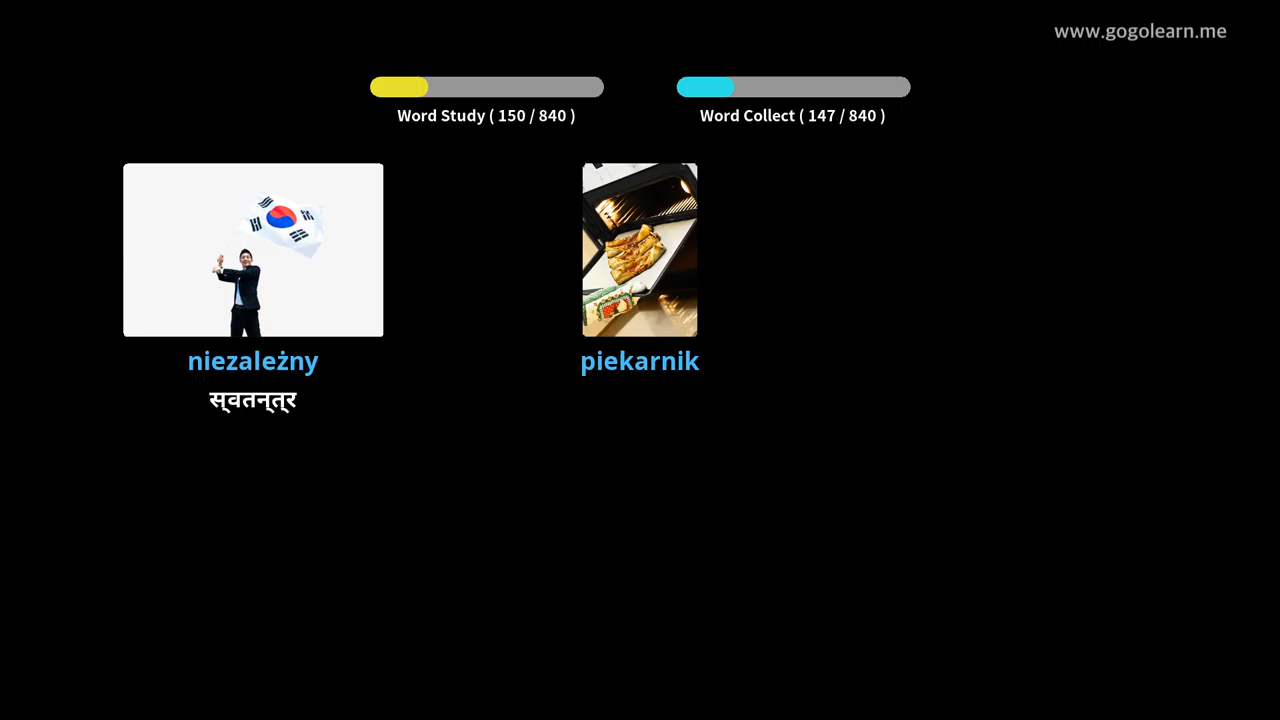 www.gogolearn.me
Word Study ( 150 / 840 )
Word Collect ( 147 / 840 )
niezależny
piekarnik
स्वतन्त्र